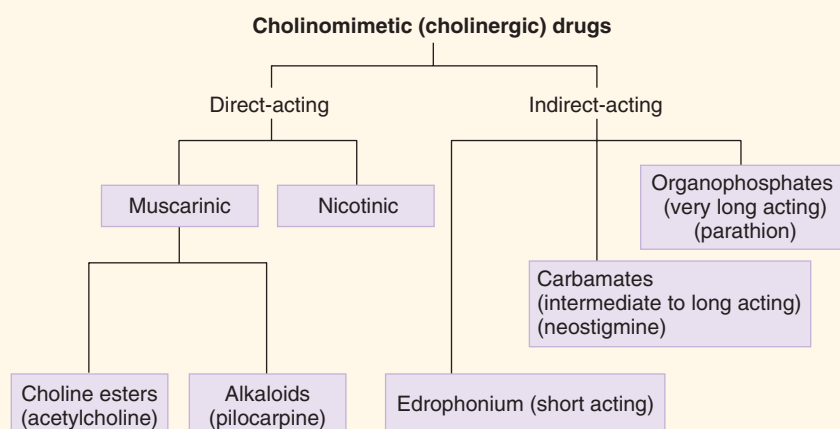 Cholinomimetic (cholinergic) drugs
Direct-acting
Indirect-acting
Muscarinic
Nicotinic
Organophosphates
(very long acting)
(parathion)
Carbamates
(intermediate to long acting)
(neostigmine)
Choline esters
(acetylcholine)
Alkaloids
(pilocarpine)
Edrophonium (short acting)